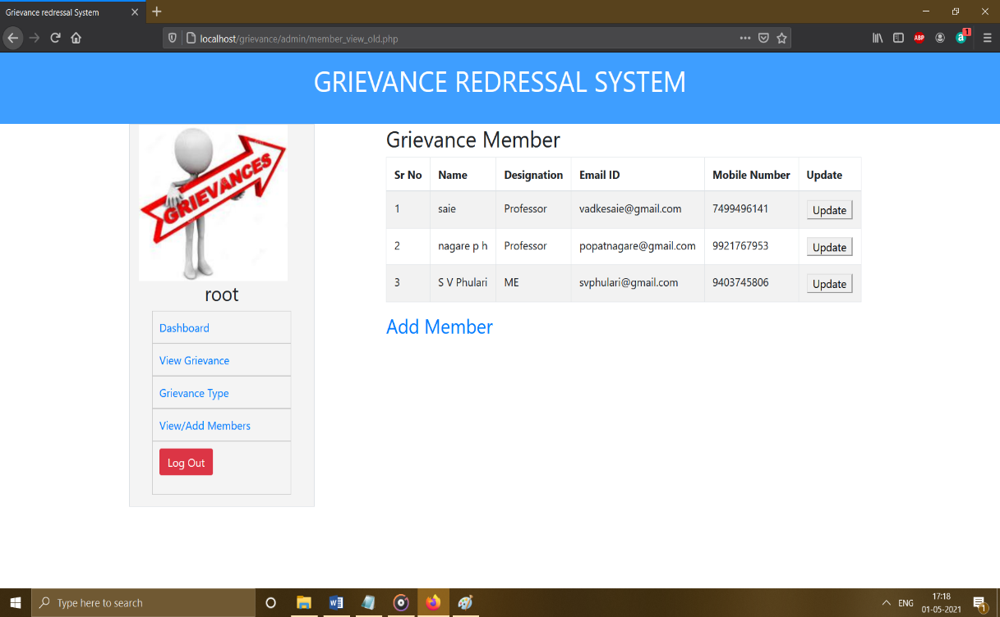 Grievance redressal System
localhost/grievance/admin/member_view_old.php
ABP
a
1
GRIEVANCE REDRESSAL SYSTEM
GRIEVANCES
root
Dashboard
View Grievance
Grievance Type
View/Add Members
Log Out
Grievance Member
Sr No Name Designation Email ID Mobile Number Update
1 saie Professor vadkesaie@gmail.com 7499496141 Update
2 nagare p h Professor popatnagare@gmail.com 9921767953 Update
3 S V Phulari ME svphulari@gmail.com 9403745806 Update
Add Member
Type here to search
ENG
17:18
01-05-2021
1